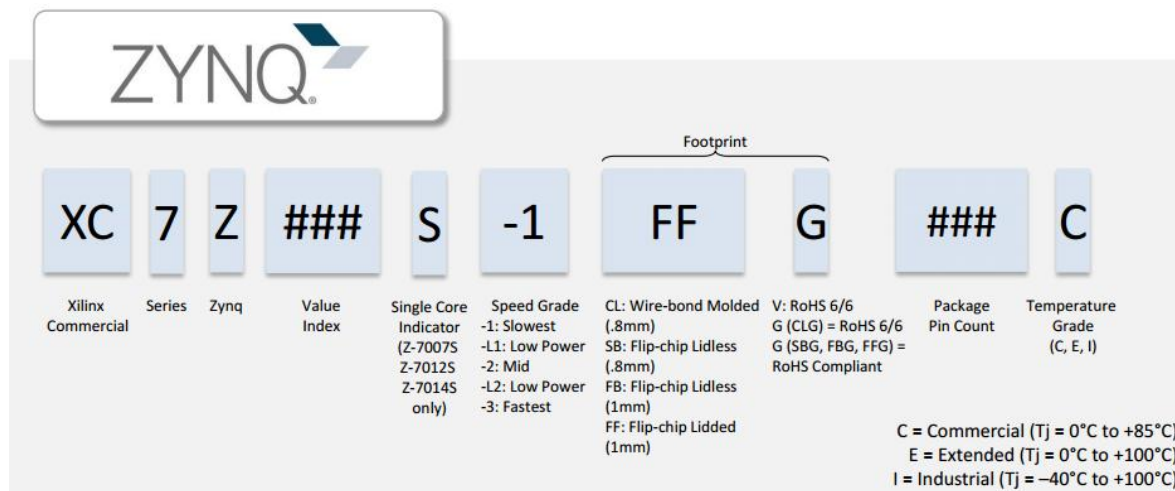 ZYNQ®
Footprint
XC 7 Z ### S -1 FF G ### C
Xilinx
Commercial
Series
Zynq
Value
Index
Single Core
Indicator
(Z-7007S
Z-7012S
Z-7014S
only)
Speed Grade
-1: Slowest
-L1: Low Power
-2: Mid
-L2: Low Power
-3: Fastest
CL: Wire-bond Molded
(.8mm)
SB: Flip-chip Lidless
(.8mm)
FB: Flip-chip Lidless
(1mm)
FF: Flip-chip Lidded
(1mm)
V: RoHS 6/6
G (CLG) = RoHS 6/6
G (SBG, FBG, FFG) =
RoHS Compliant
Package
Pin Count
Temperature
Grade
(C, E, I)
C = Commercial (Tj = 0°C to +85°C)
E = Extended (Tj = 0°C to +100°C)
I = Industrial (Tj = –40°C to +100°C)